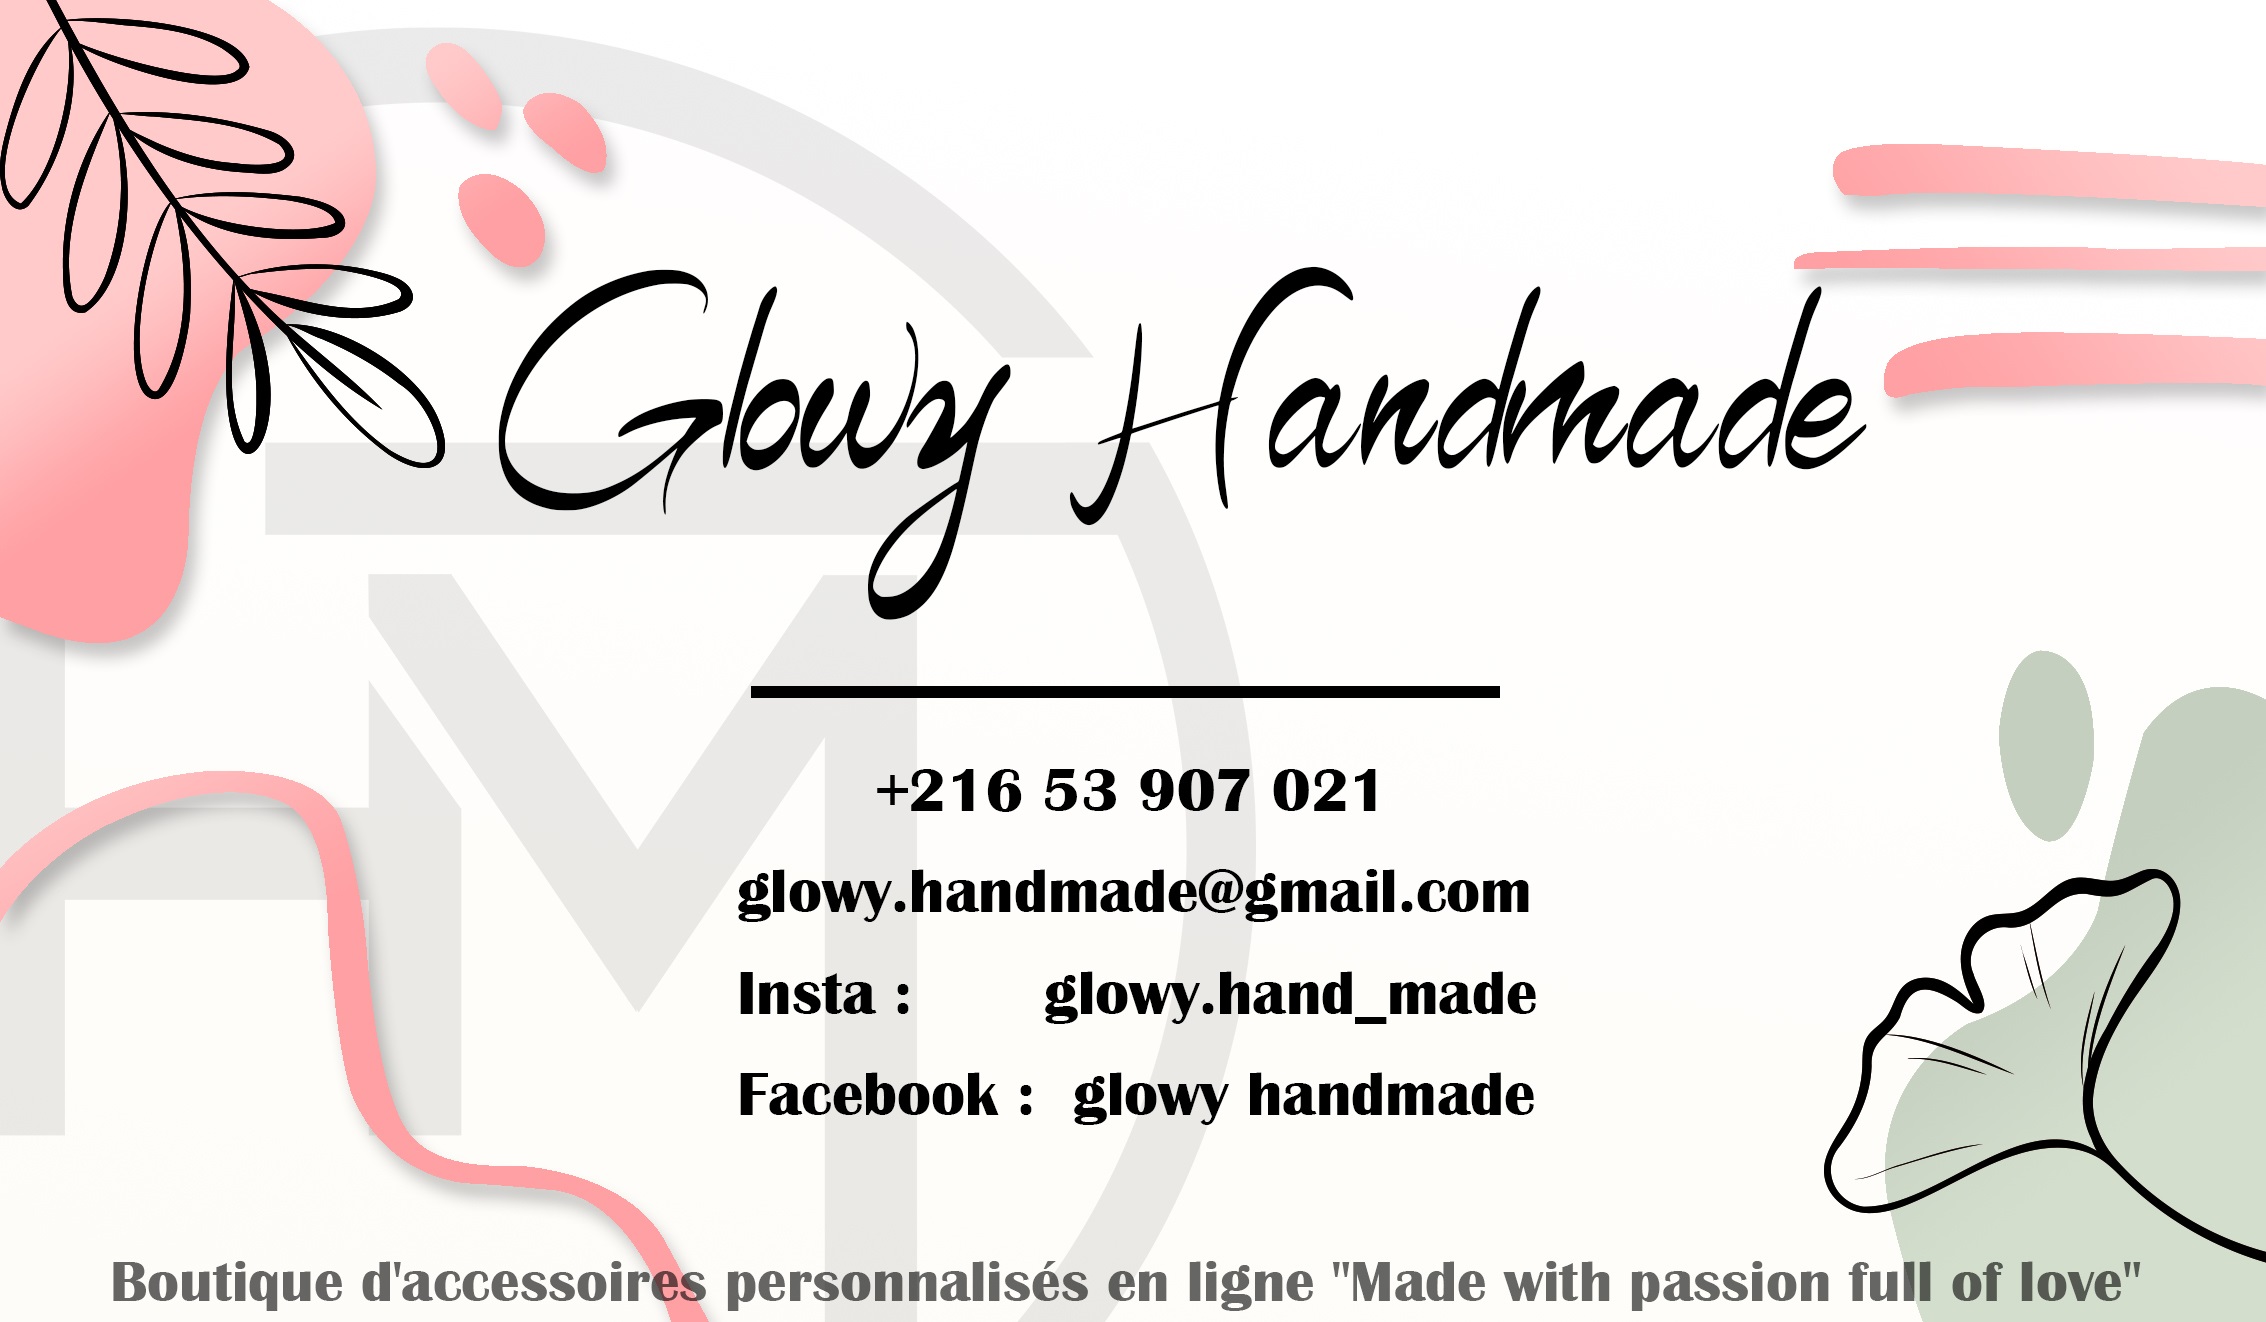 Glowy Handmade
+216 53 907 021
glowy.handmade@gmail.com
Insta : glowy.hand_made
Facebook : glowy handmade
Boutique d'accessoires personnalisés en ligne "Made with passion full of love"